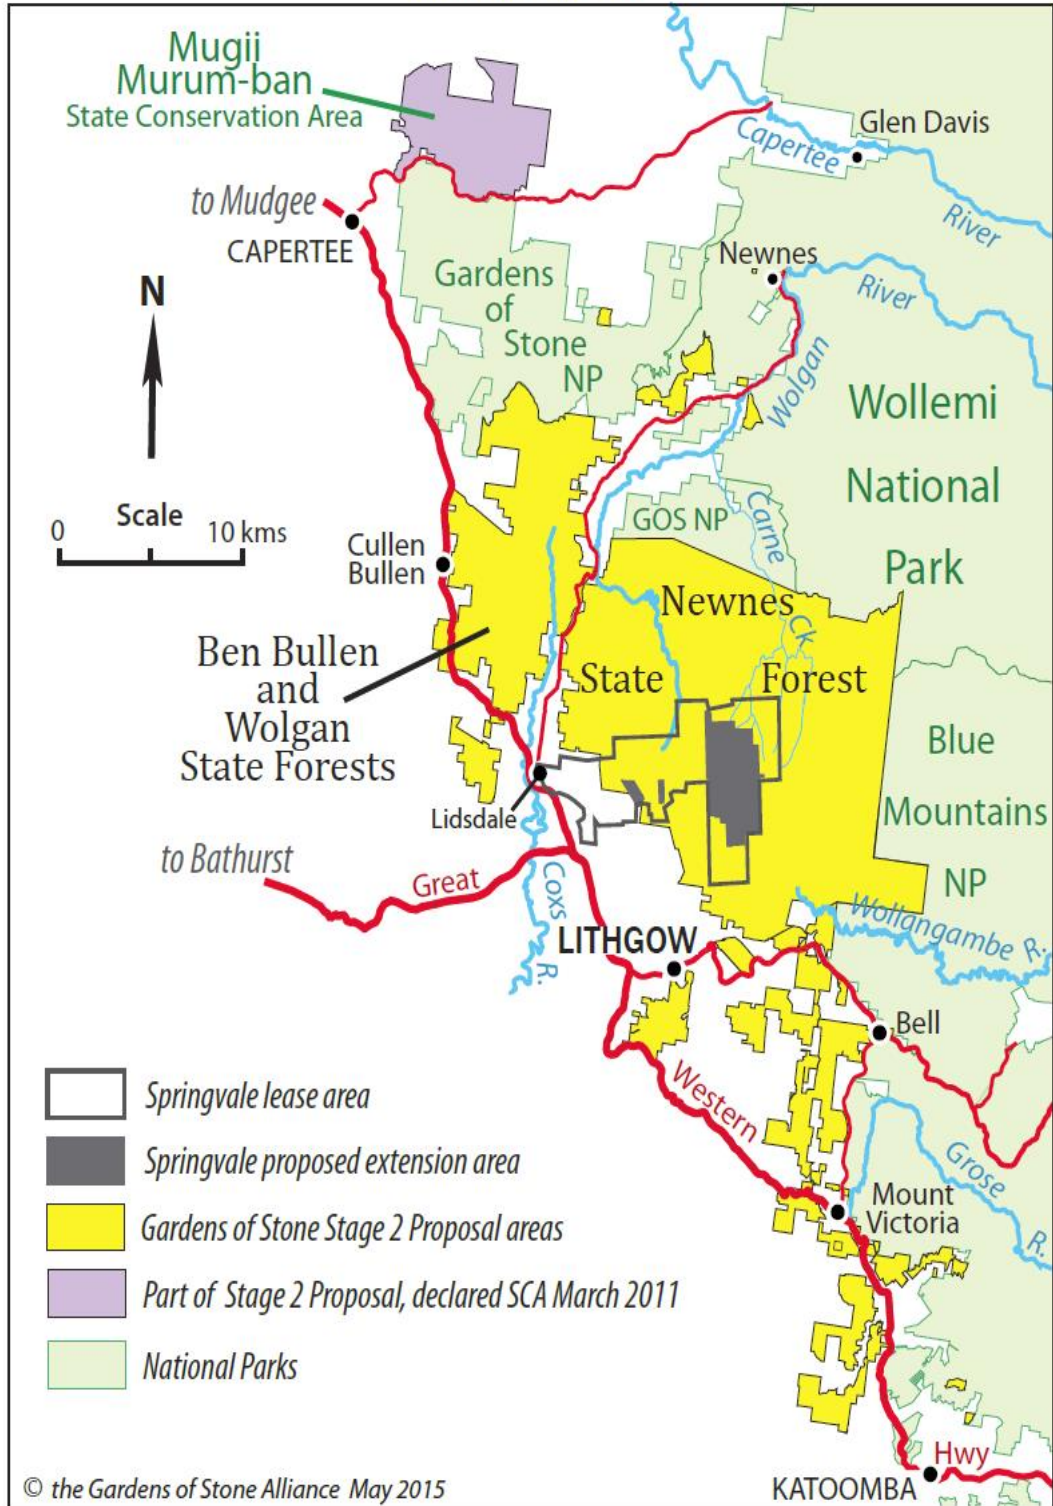 Mugii
Murum-ban
State Conservation Area
Glen Davis
Capertee
River
to Mudgee
CAPERTEE
Newnes
River
Gardens
of
Stone
NP
N
Wolgan
Wollemi
National
Park
Scale
0 10 kms
GOS NP
Carne
Ck
Cullen
Bullen
Newnes
State Forest
Ben Bullen
and
Wolgan
State Forests
Blue
Mountains
NP
Lidsdale
to Bathurst
Great
Coxs
R.
Wollangambe R.
LITHGOW
Bell
Western
Grose
R.
Mount
Victoria
Springvale lease area
Springvale proposed extension area
Gardens of Stone Stage 2 Proposal areas
Part of Stage 2 Proposal, declared SCA March 2011
National Parks
Hwy
KATOOMBA
© the Gardens of Stone Alliance May 2015